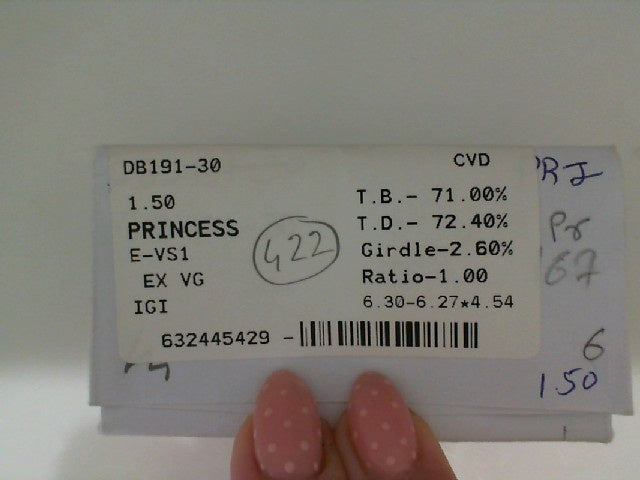 DB191-30 CVD
1.50
PRINCESS
E-VS1
EX VG
IGI
T.B.- 71.00%
T.D.- 72.40%
Girdle-2.60%
Ratio-1.00
6.30-6.27*4.54
632445429 -
422
Pr
67
6
1.50